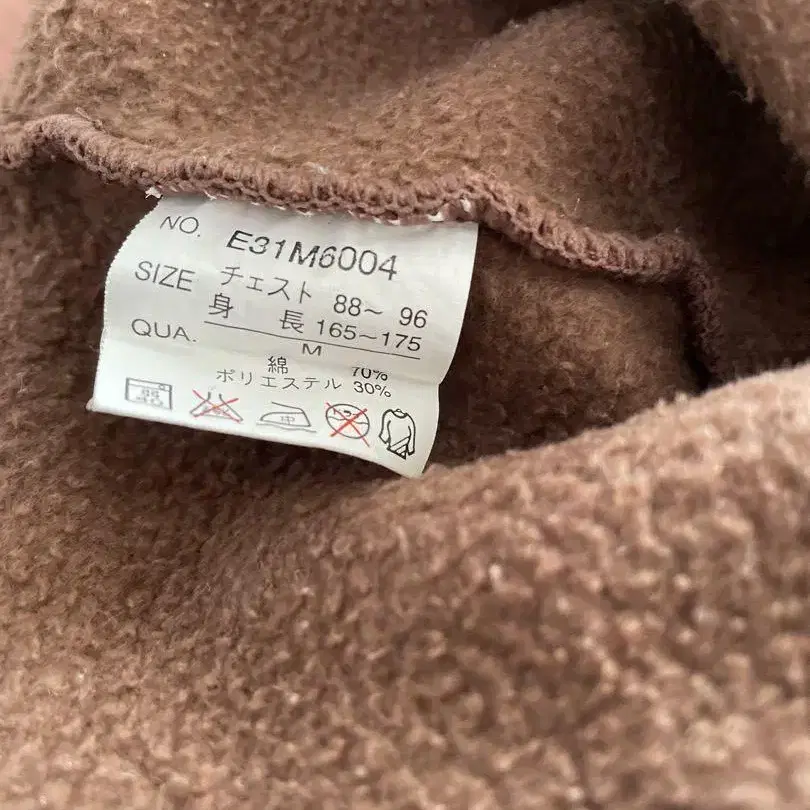 NO. E31M6004
SIZE チェスト 88～ 96
身 長 165～175
M
QUA. 綿 70%
ポリエステル 30%
中